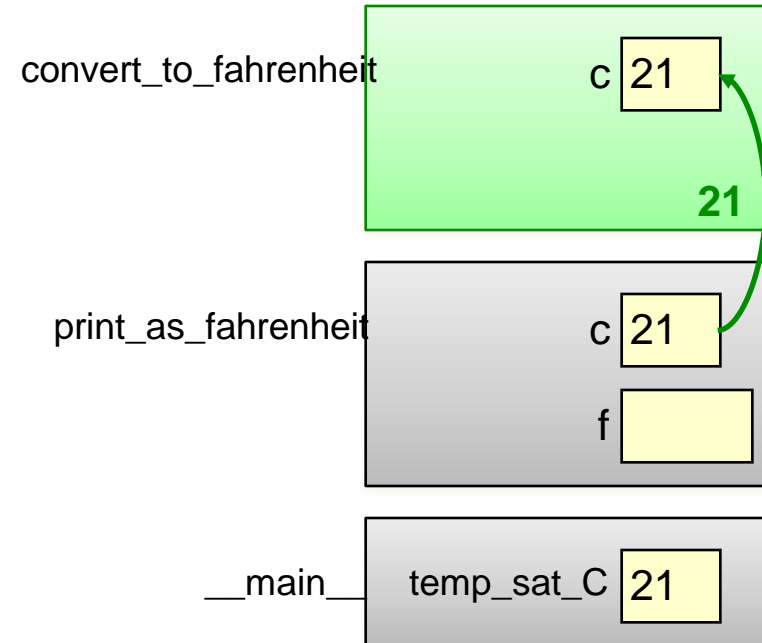 convert_to_fahrenheit c 21
21
print_as_fahrenheit c 21
f
__main__ temp_sat_C 21